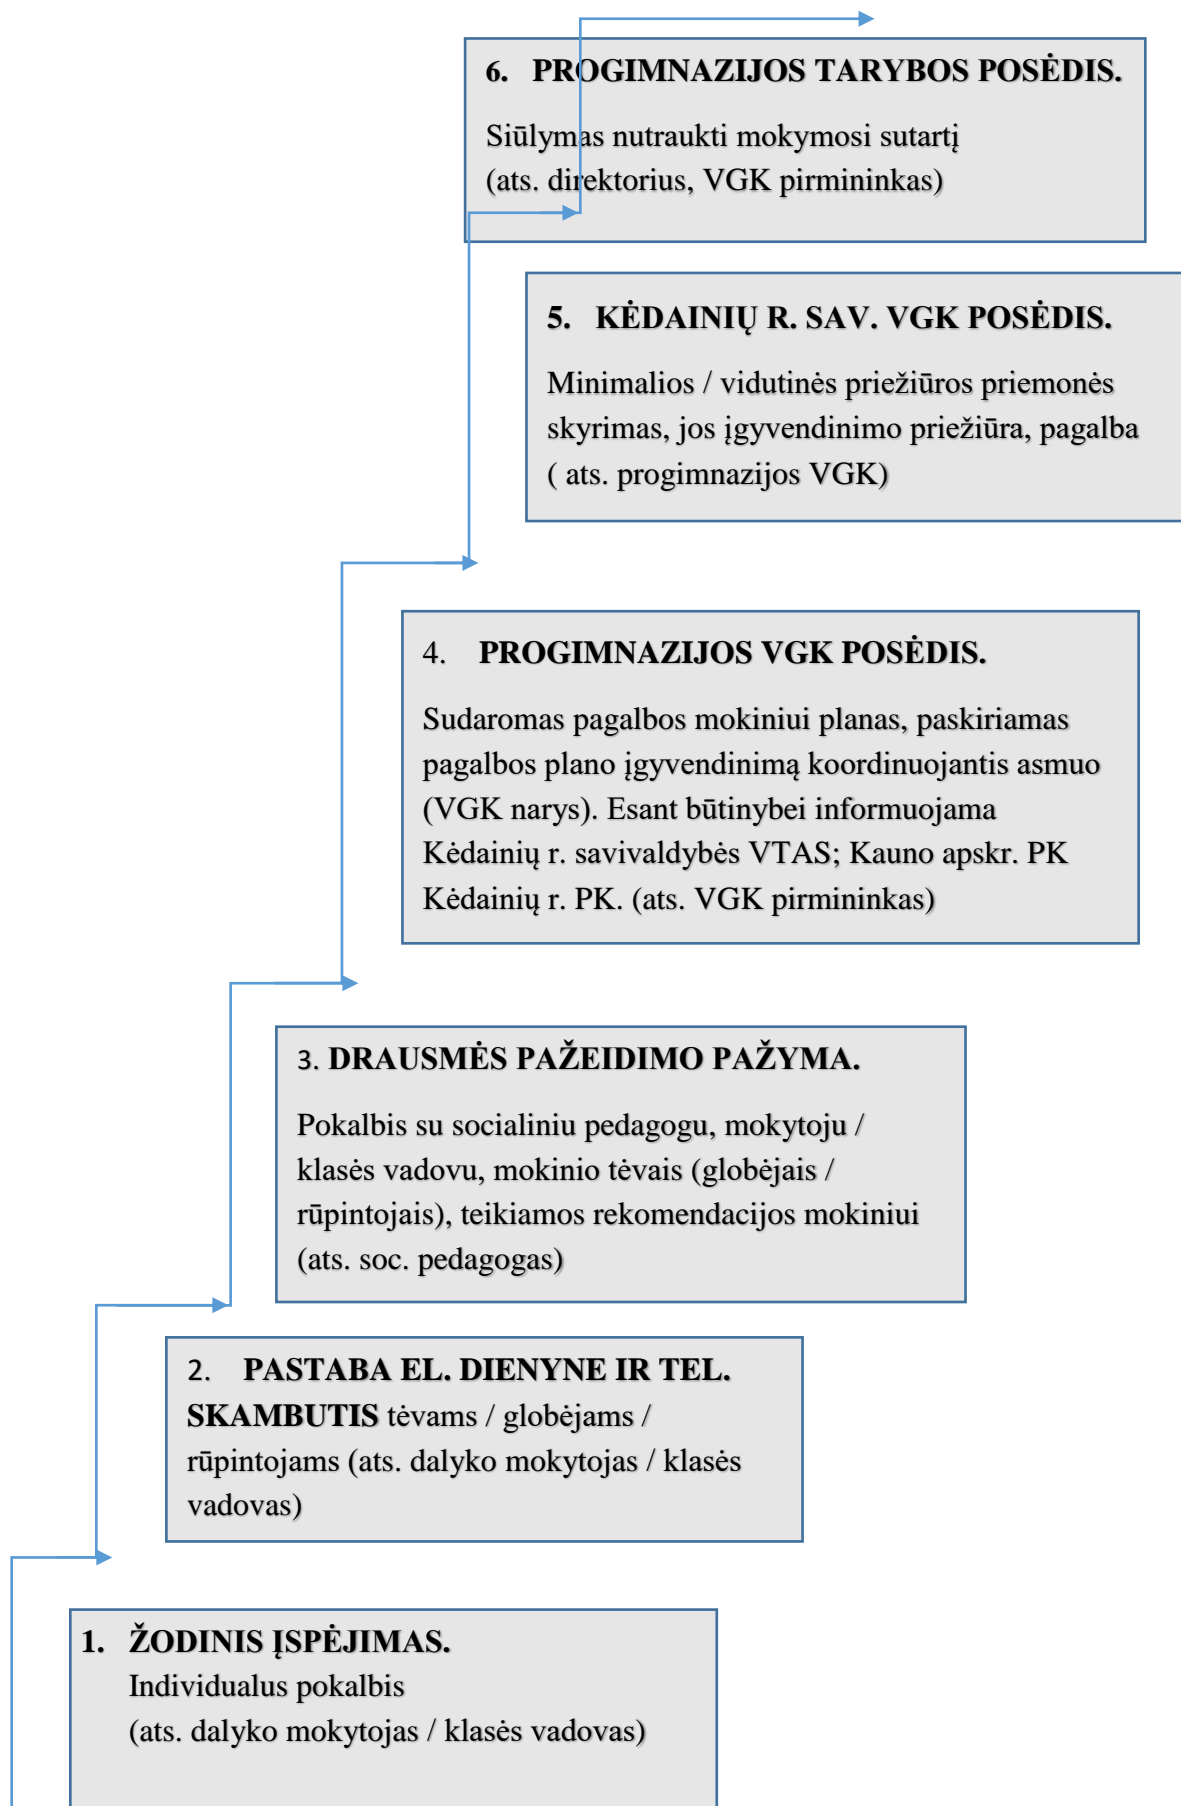 6. PROGIMNAZIJOS TARYBOS POSĖDIS.
Siūlymas nutraukti mokymosi sutartį
(ats. direktorius, VGK pirmininkas)
5. KĖDAINIŲ R. SAV. VGK POSĖDIS.
Minimalios / vidutinės priežiūros priemonės
skyrimas, jos įgyvendinimo priežiūra, pagalba
( ats. progimnazijos VGK)
4. PROGIMNAZIJOS VGK POSĖDIS.
Sudaromas pagalbos mokiniui planas, paskiriamas
pagalbos plano įgyvendinimą koordinuojantis asmuo
(VGK narys). Esant būtinybei informuojama
Kėdainių r. savivaldybės VTAS; Kauno apskr. PK
Kėdainių r. PK. (ats. VGK pirmininkas)
3. DRAUSMĖS PAŽEIDIMO PAŽYMA.
Pokalbis su socialiniu pedagogu, mokytoju /
klasės vadovu, mokinio tėvais (globėjais /
rūpintojais), teikiamos rekomendacijos mokiniui
(ats. soc. pedagogas)
2. PASTABA EL. DIENYNE IR TEL.
SKAMBUTIS tėvams / globėjams /
rūpintojams (ats. dalyko mokytojas / klasės
vadovas)
1. ŽODINIS ĮSPĖJIMAS.
Individualus pokalbis
(ats. dalyko mokytojas / klasės vadovas)